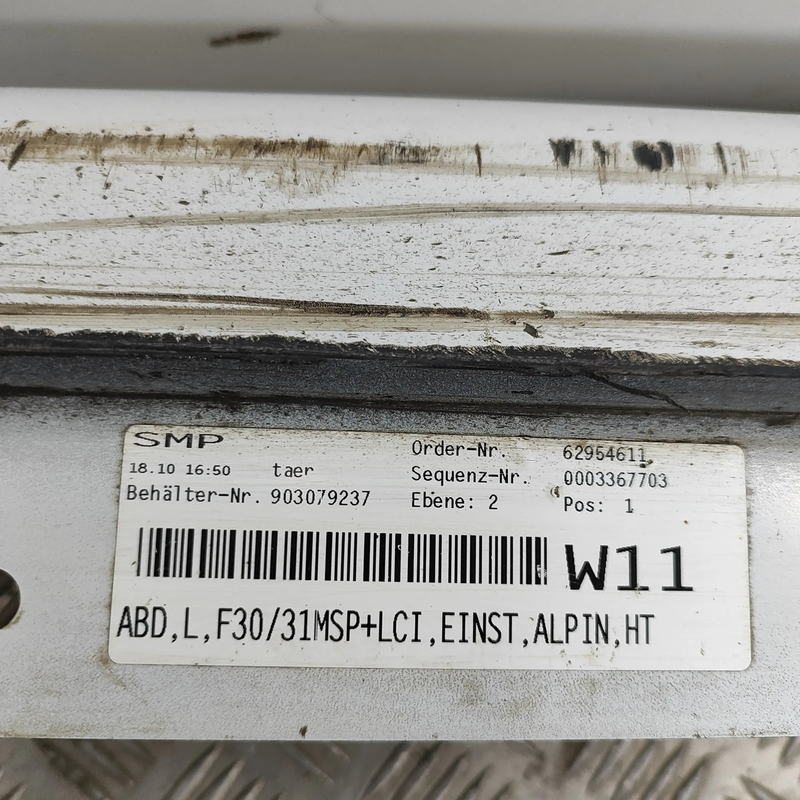 SMP
Order-Nr. 62954611
18.10 16:50 taer Sequenz-Nr. 0003367703
Behälter-Nr. 903079237 Ebene: 2 Pos: 1
W11
ABD,L,F30/31MSP+LCI,EINST,ALPIN,HT